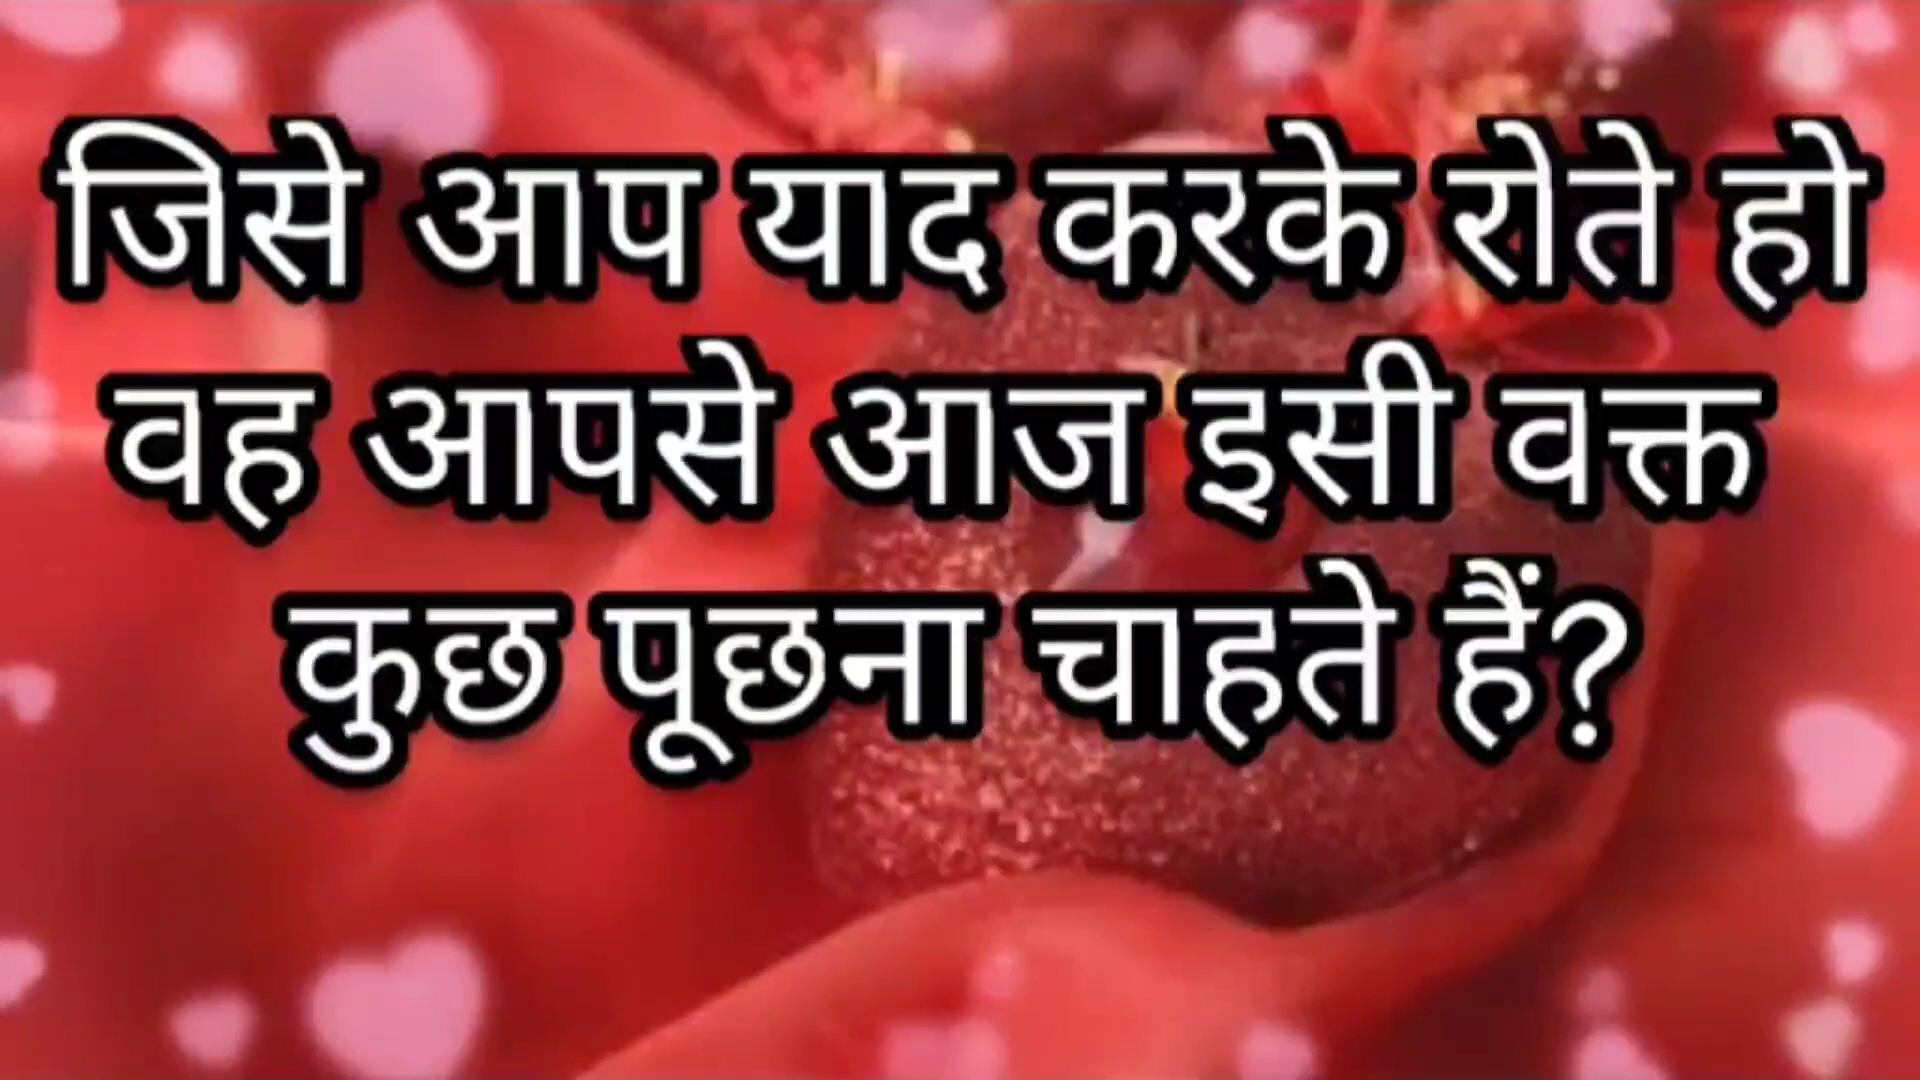 जिसे आप याद करके रोते हो
वह आपसे आज इसी वक्त
कुछ पूछना चाहते हैं?